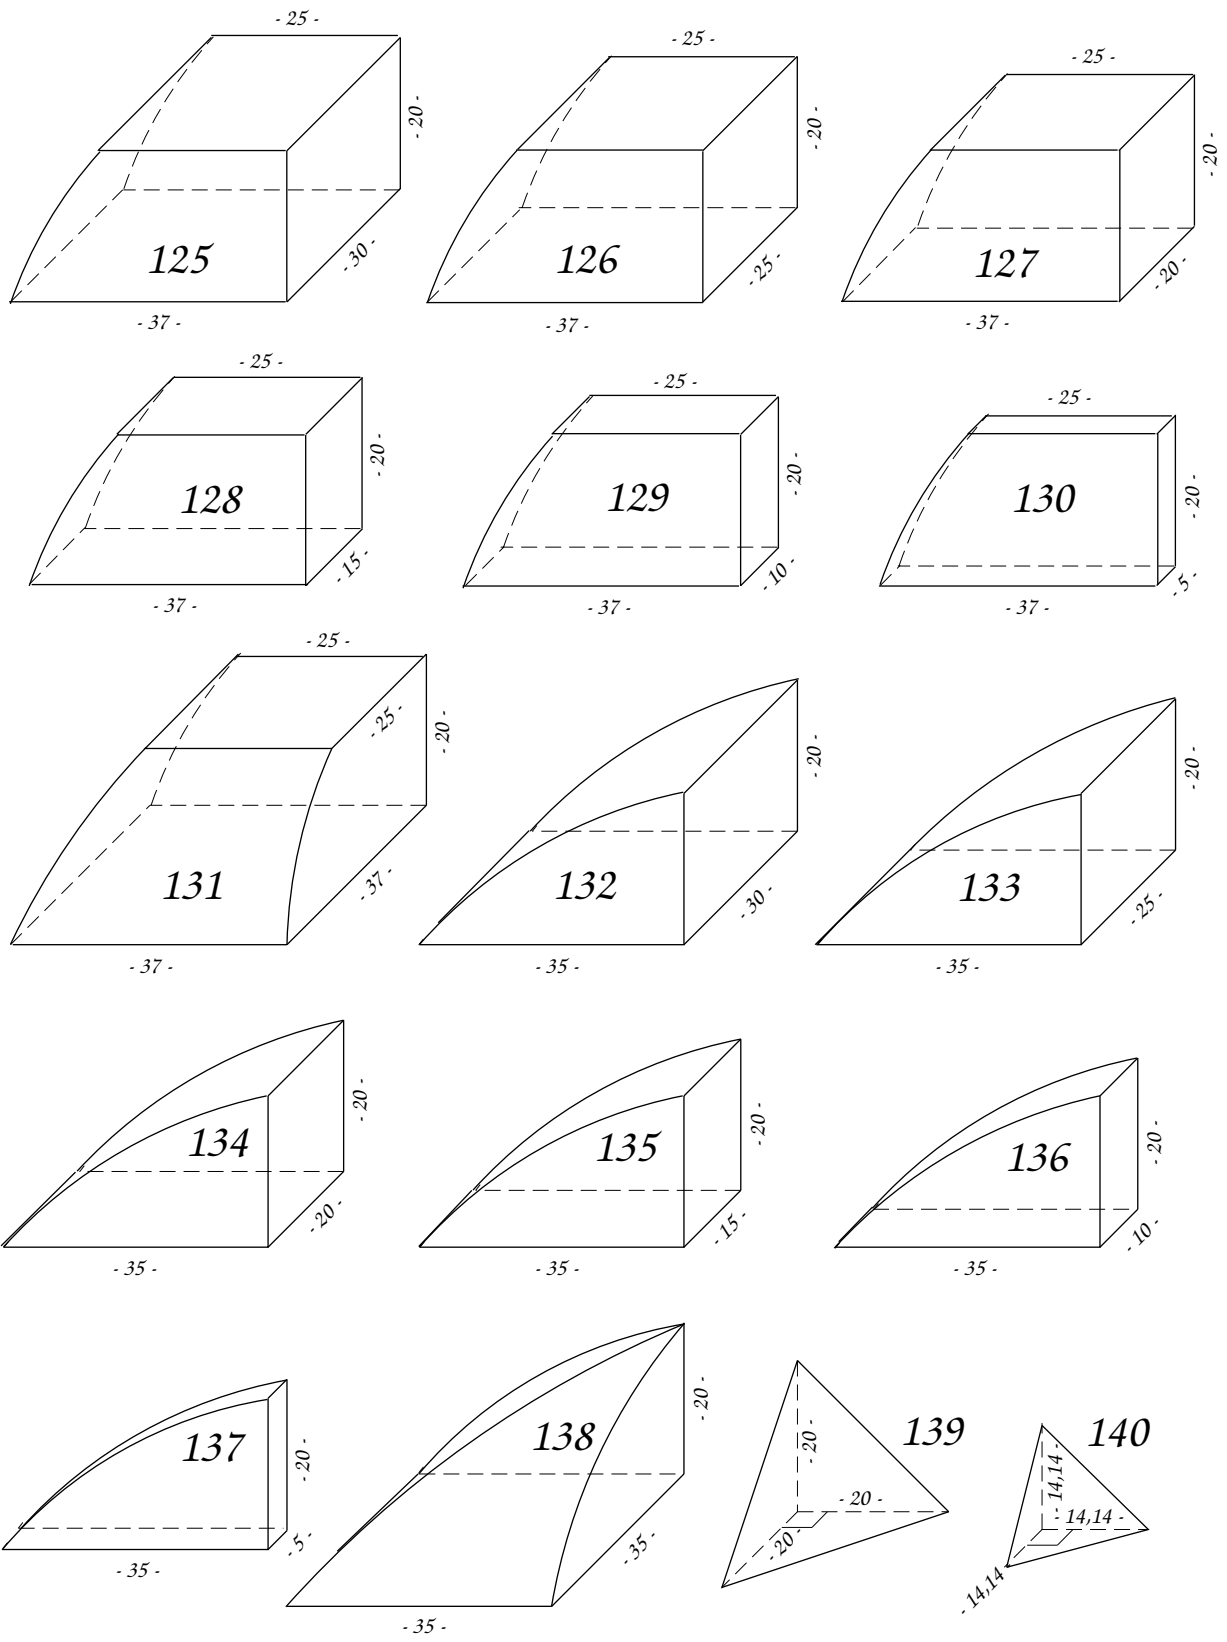 - 25 - - 25 - - 25 -
- 20 - - 20 - - 20 -
125 126 127
- 30 - - 25 - - 20 -
- 37 - - 37 - - 37 -
- 25 - - 25 - - 25 -
- 20 - - 20 - - 20 -
128 129 130
- 15 - - 10 - - 5 -
- 37 - - 37 - - 37 -
- 25 -
- 25 - - 20 - - 20 - - 20 -
131 132 133
- 37 - - 30 - - 25 -
- 37 - - 35 - - 35 -
- 20 - - 20 - - 20 -
134 135 136
- 20 - - 15 - - 10 -
- 35 - - 35 - - 35 -
- 20 - - 20 -
137 138 139 140
- 20 - - 14,14 -
- 20 - - 14,14 -
- 5 - - 35 - - 20 - - 14,14 -
- 35 - - 35 -